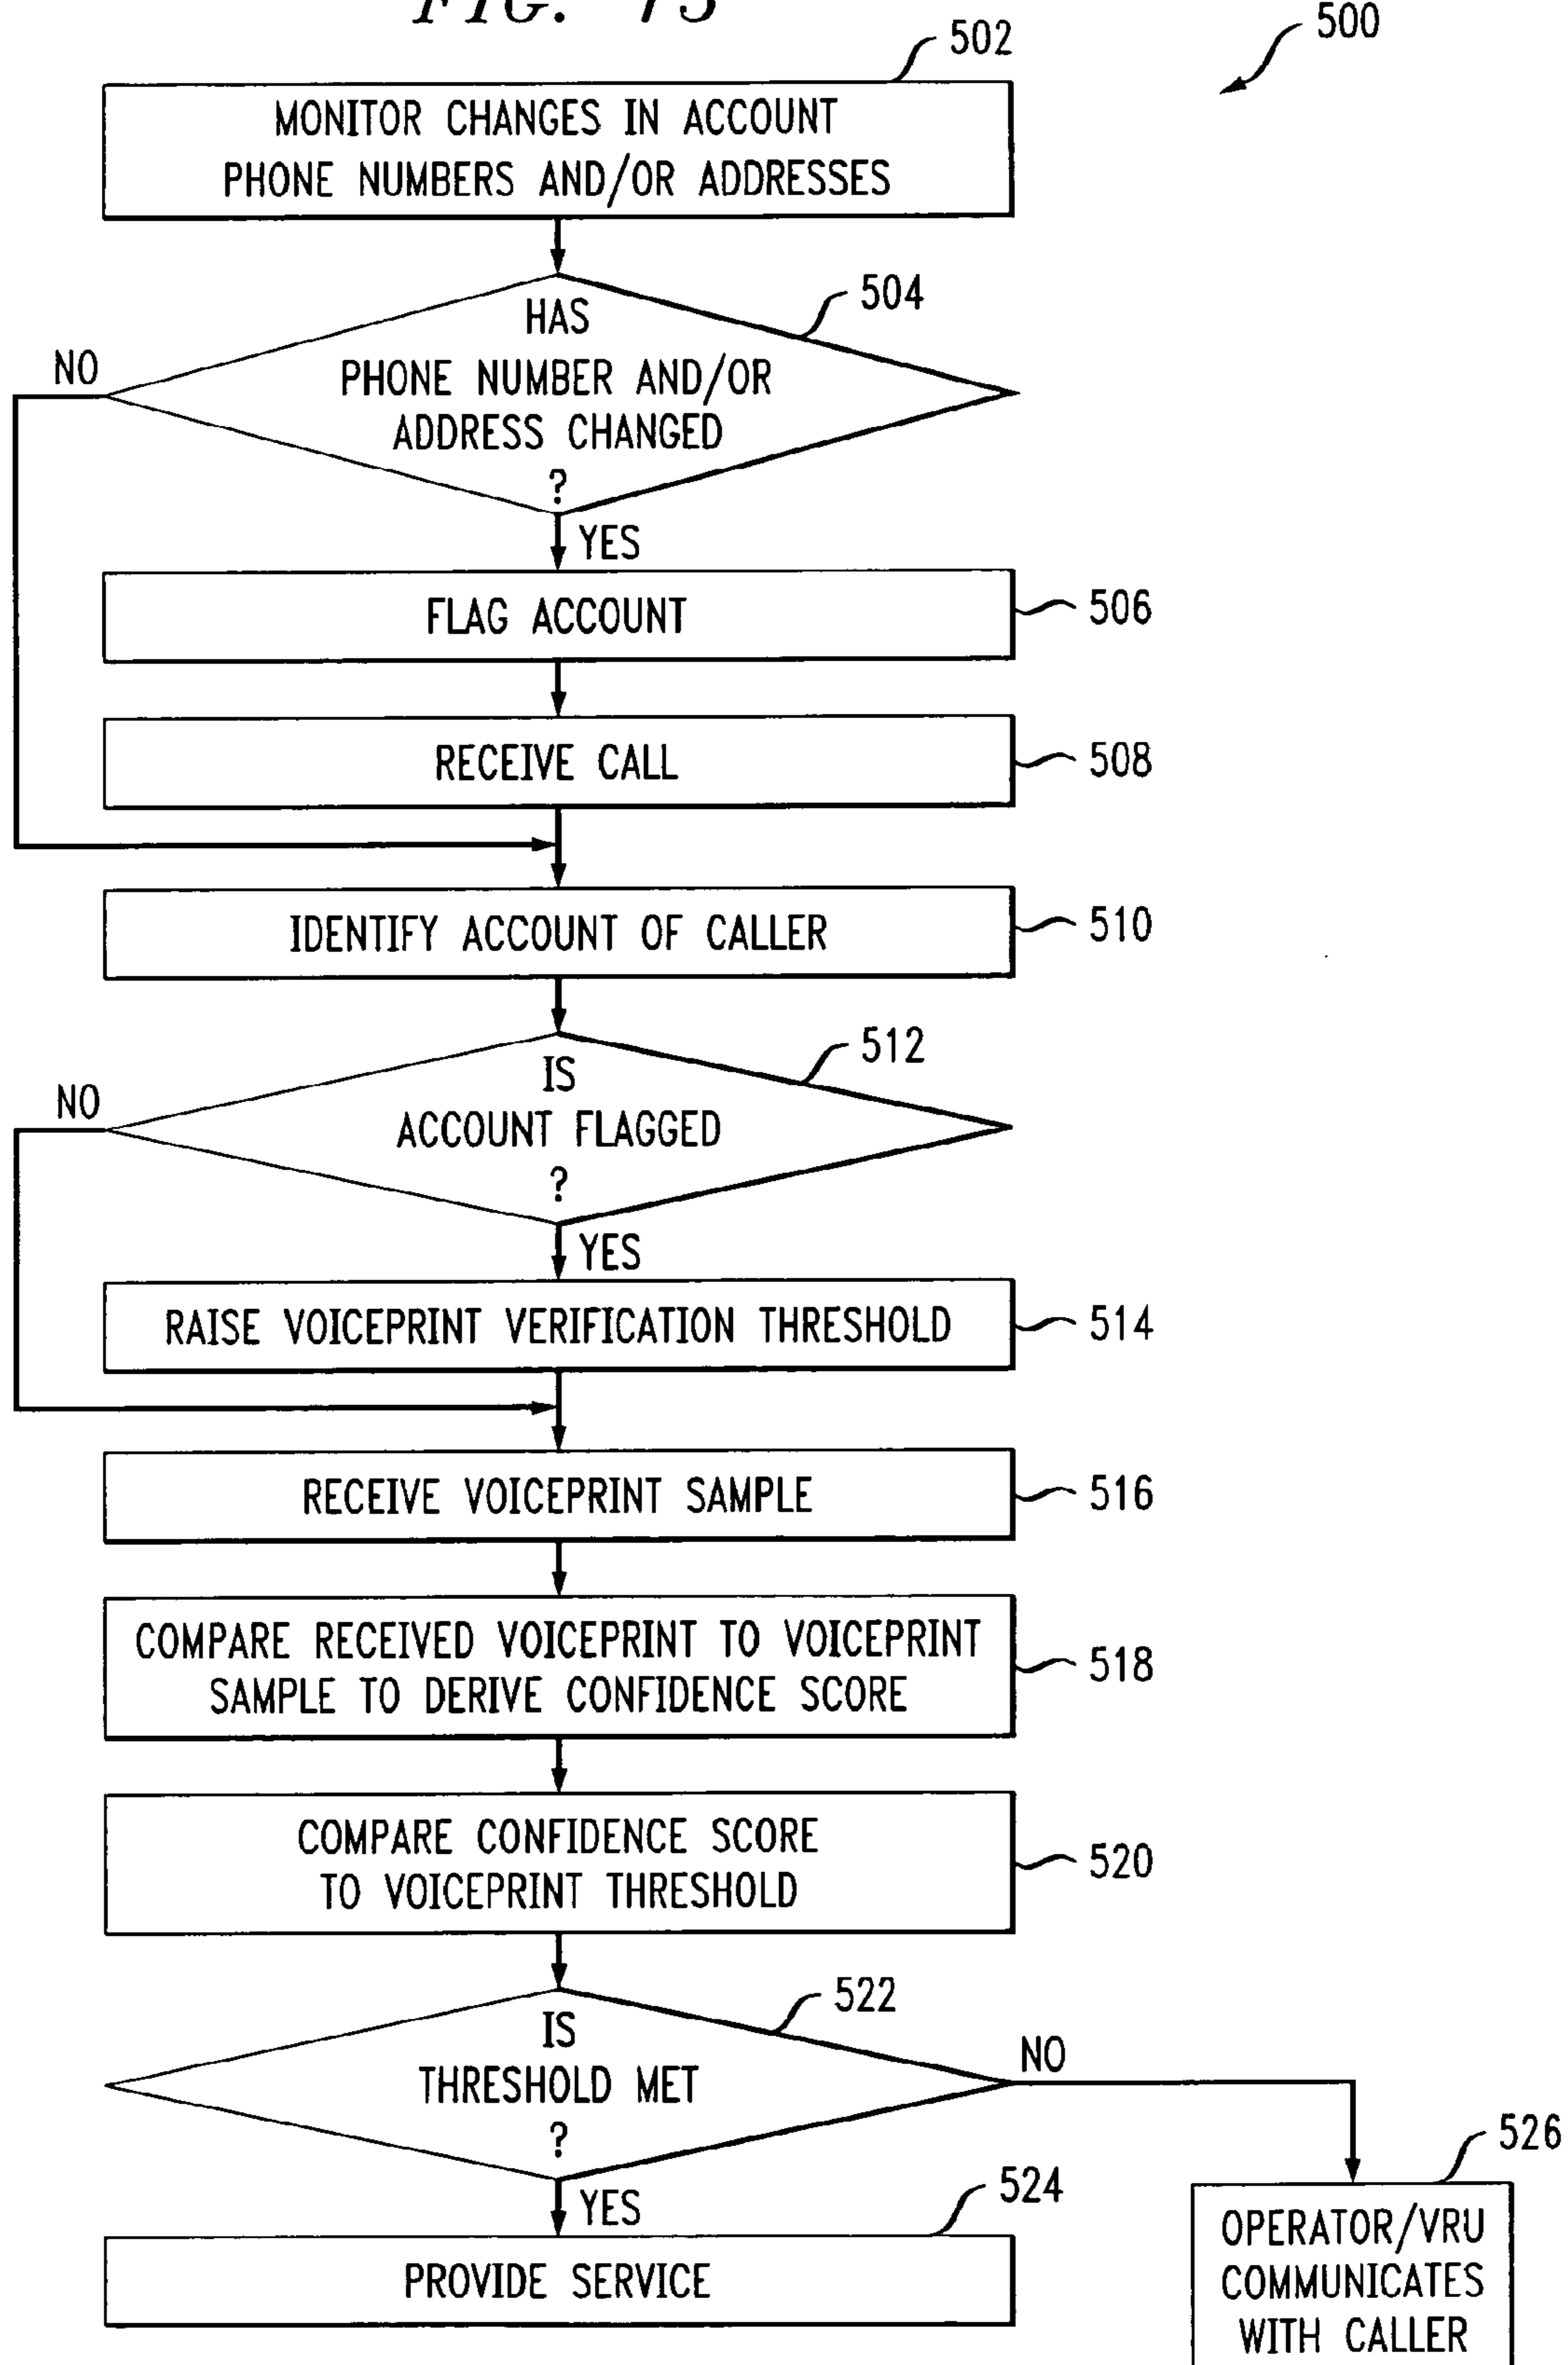 500
502
MONITOR CHANGES IN ACCOUNT
PHONE NUMBERS AND/OR ADDRESSES
504
HAS
PHONE NUMBER AND/OR
ADDRESS CHANGED
?
NO
YES
FLAG ACCOUNT
506
RECEIVE CALL
508
IDENTIFY ACCOUNT OF CALLER
510
512
IS
ACCOUNT FLAGGED
?
NO
YES
RAISE VOICEPRINT VERIFICATION THRESHOLD
514
RECEIVE VOICEPRINT SAMPLE
516
COMPARE RECEIVED VOICEPRINT TO VOICEPRINT
SAMPLE TO DERIVE CONFIDENCE SCORE
518
COMPARE CONFIDENCE SCORE
TO VOICEPRINT THRESHOLD
520
522
IS
THRESHOLD MET
?
NO
YES
524
PROVIDE SERVICE
526
OPERATOR/VRU
COMMUNICATES
WITH CALLER